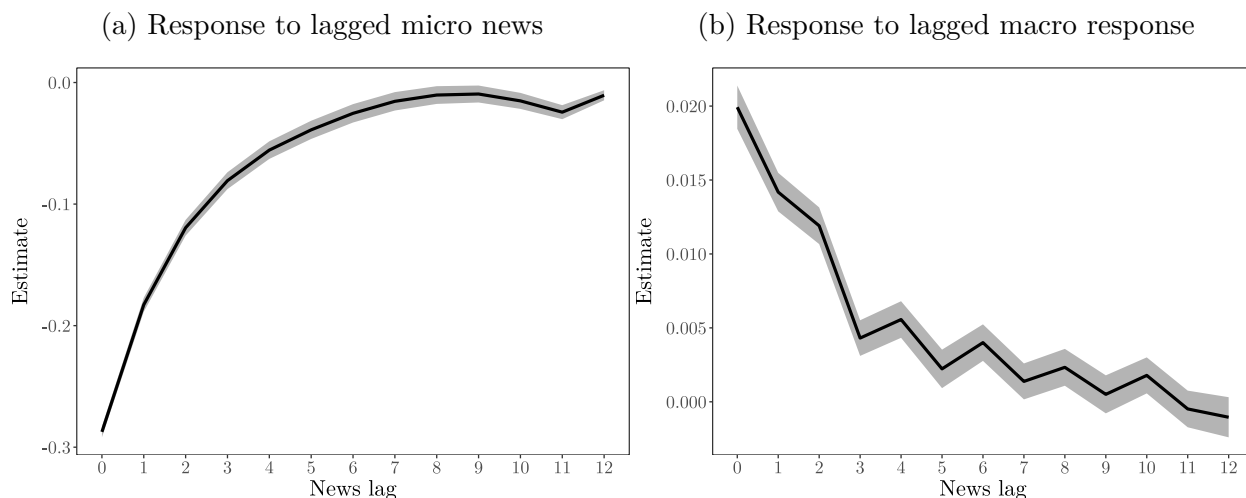 (a) Response to lagged micro news
0.0
-0.1
-0.2
-0.3
Estimate
0 1 2 3 4 5 6 7 8 9 10 11 12
News lag
(b) Response to lagged macro response
0.020
0.015
0.010
0.005
0.000
Estimate
0 1 2 3 4 5 6 7 8 9 10 11 12
News lag